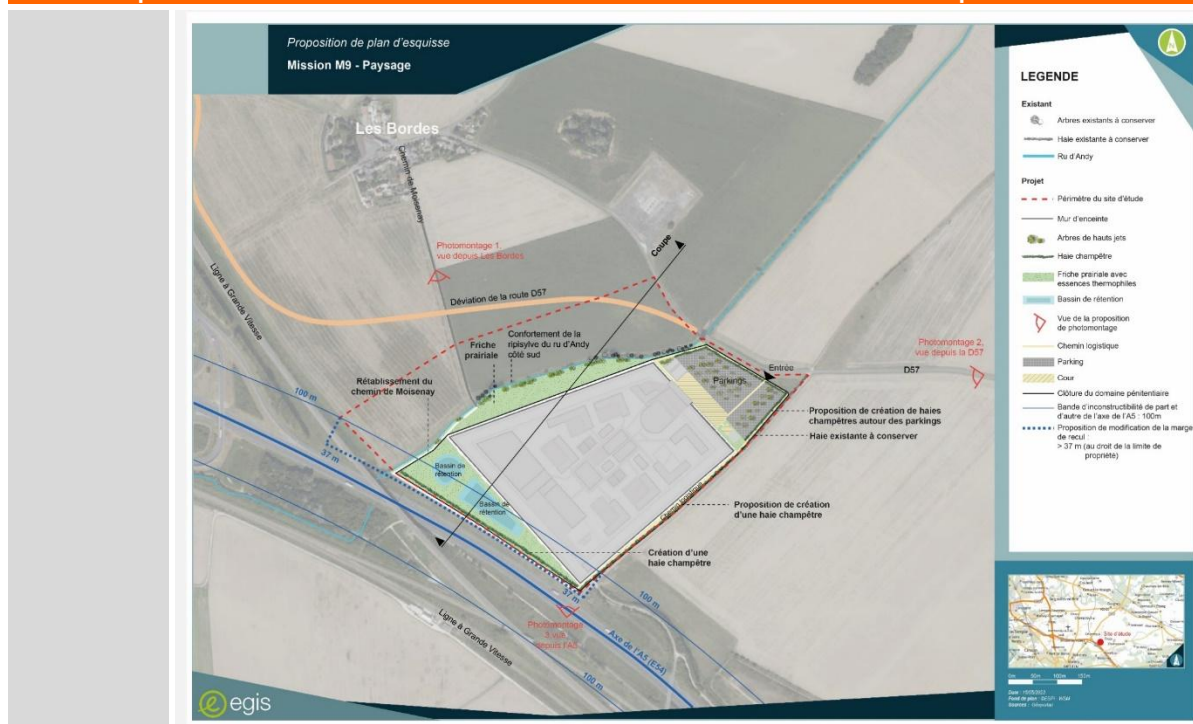 Proposition de plan d'esquisse
Mission M9 - Paysage
Les Bordes
Chemin de Moisenay
Photomontage 1,
vue depuis Les Bordes
Coupe
Ligne à Grande Vitesse
Déviation de la route D57
Friche
prairiale
Confortement de la
ripisylve du ru d'Andy
côté sud
Photomontage 2,
vue depuis la D57
Entrée
D57
Parkings
Rétablissement du
chemin de Moisenay
100 m
37 m
Proposition de création de haies
champêtres autour des parkings
Haie existante à conserver
Bassin de
rétention
Bassin de
rétention
Chemin logistique
Proposition de création
d'une haie champêtre
Création d'une
haie champêtre
37 m
100 m
Photomontage
3, vue
depuis l'A5
Ligne à Grande Vitesse
Axe de l'A5 (E54)
100 m
egis
LEGENDE
Existant
Arbres existants à conserver
Haie existante à conserver
Ru d'Andy
Projet
Périmètre du site d'étude
Mur d'enceinte
Arbres de hauts jets
Haie champêtre
Friche prairiale avec
essences thermophiles
Bassin de rétention
Vue de la proposition
de photomontage
Chemin logistique
Parking
Cour
Clôture du domaine pénitentiaire
Bande d'inconstructibilité de part et
d'autre de l'axe de l'A5 : 100m
Proposition de modification de la marge
de recul :
> 37 m (au droit de la limite de
propriété)
Site d'étude
0m 50m 100m 150m